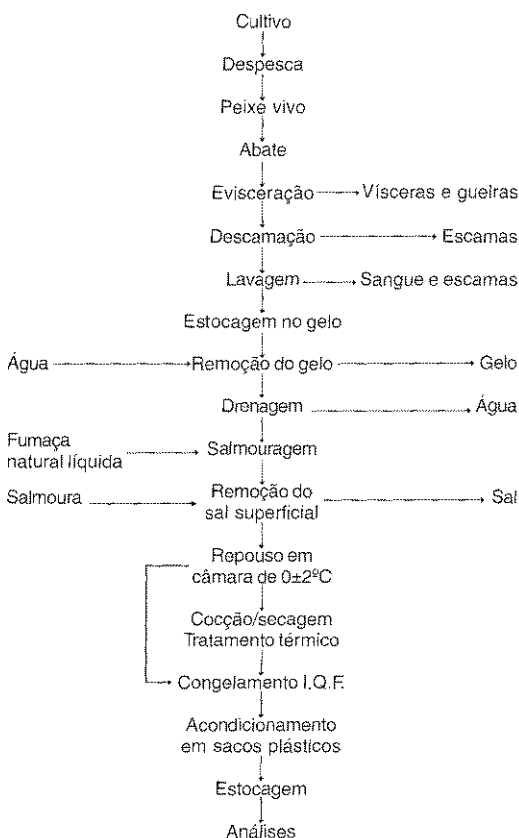 Cultivo
Despesca
Peixe vivo
Abate
Evisceração Vísceras e guelras
Descamação Escamas
Lavagem Sangue e escamas
Estocagem no gelo
Água Remoção do gelo Gelo
Drenagem Água
Fumaça
natural líquida Salmouragem
Salmoura Remoção do Sal
sal superficial
Repouso em
câmara de 0±2ºC
Cocção/secagem
Tratamento térmico
Congelamento I.Q.F.
Acondicionamento
em sacos plásticos
Estocagem
Análises